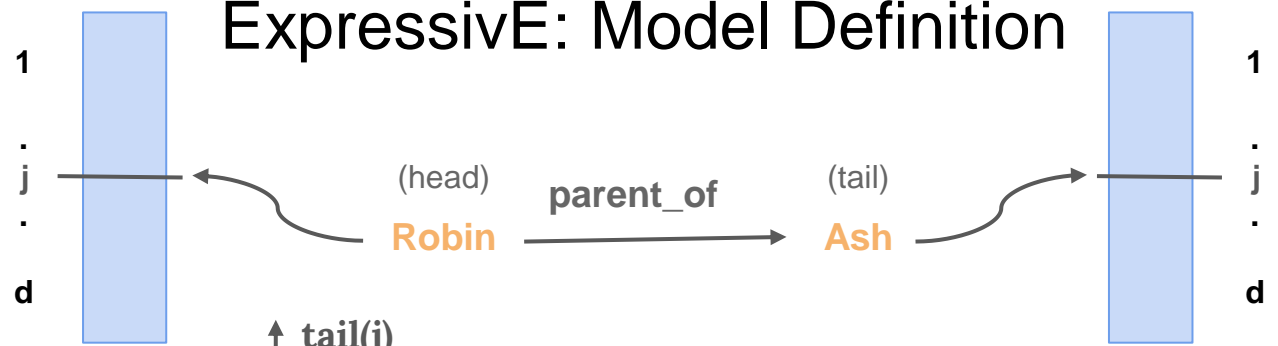 ExpressivE: Model Definition
1
1
.
.
(head)
(tail)
j
j
parent_of
.
.
Robin
Ash
d
d
tail(j)